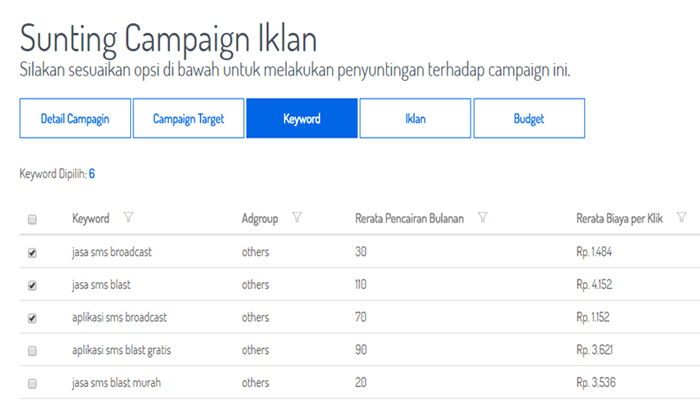 Sunting Campaign Iklan
Silakan sesuaikan opsi di bawah untuk melakukan penyuntingan terhadap campaign ini.
Detail Campagin Campaign Target Keyword Iklan Budget
Keyword Dipilih: 6
Keyword Adgroup Rerata Pencairan Bulanan Rerata Biaya per Klik
jasa sms broadcast others 30 Rp. 1.484
jasa sms blast others 110 Rp. 4.152
aplikasi sms broadcast others 70 Rp. 1.152
aplikasi sms blast gratis others 90 Rp. 3.621
jasa sms blast murah others 20 Rp. 3.536